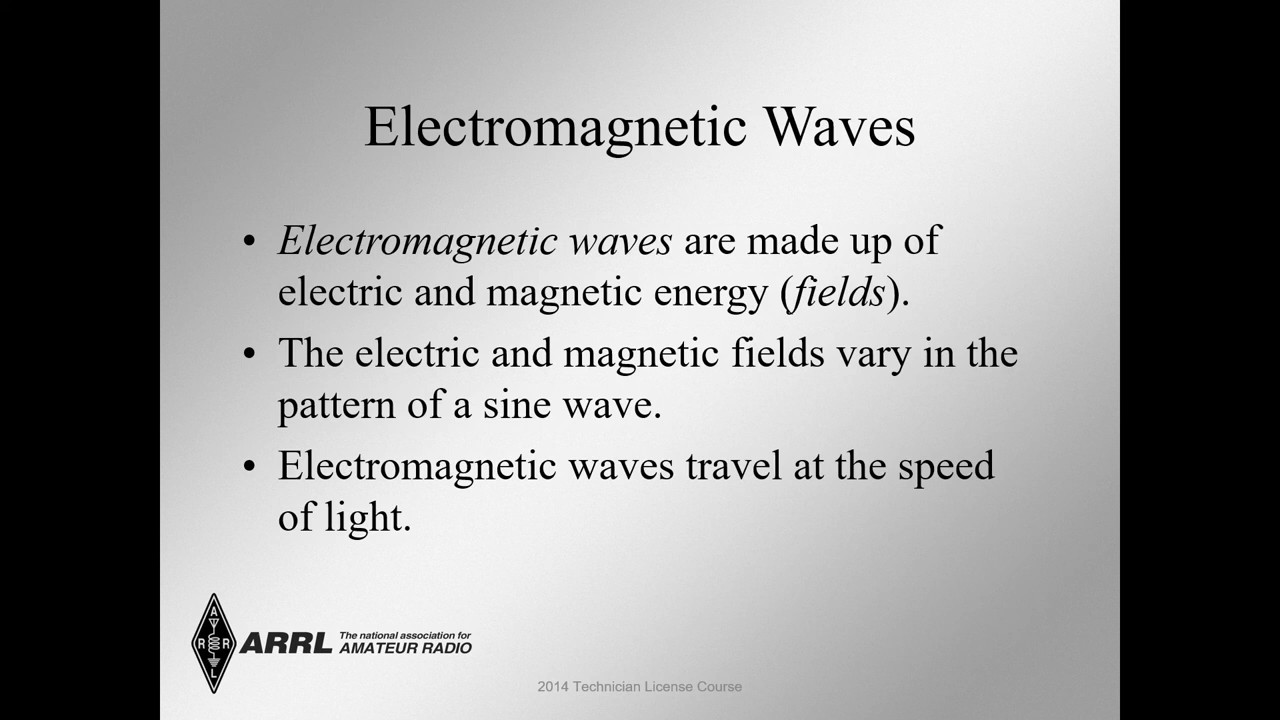 Electromagnetic Waves
• Electromagnetic waves are made up of
electric and magnetic energy (fields).
• The electric and magnetic fields vary in the
pattern of a sine wave.
• Electromagnetic waves travel at the speed
of light.
A
R R
L
ARRL
The national association for
AMATEUR RADIO
2014 Technician License Course